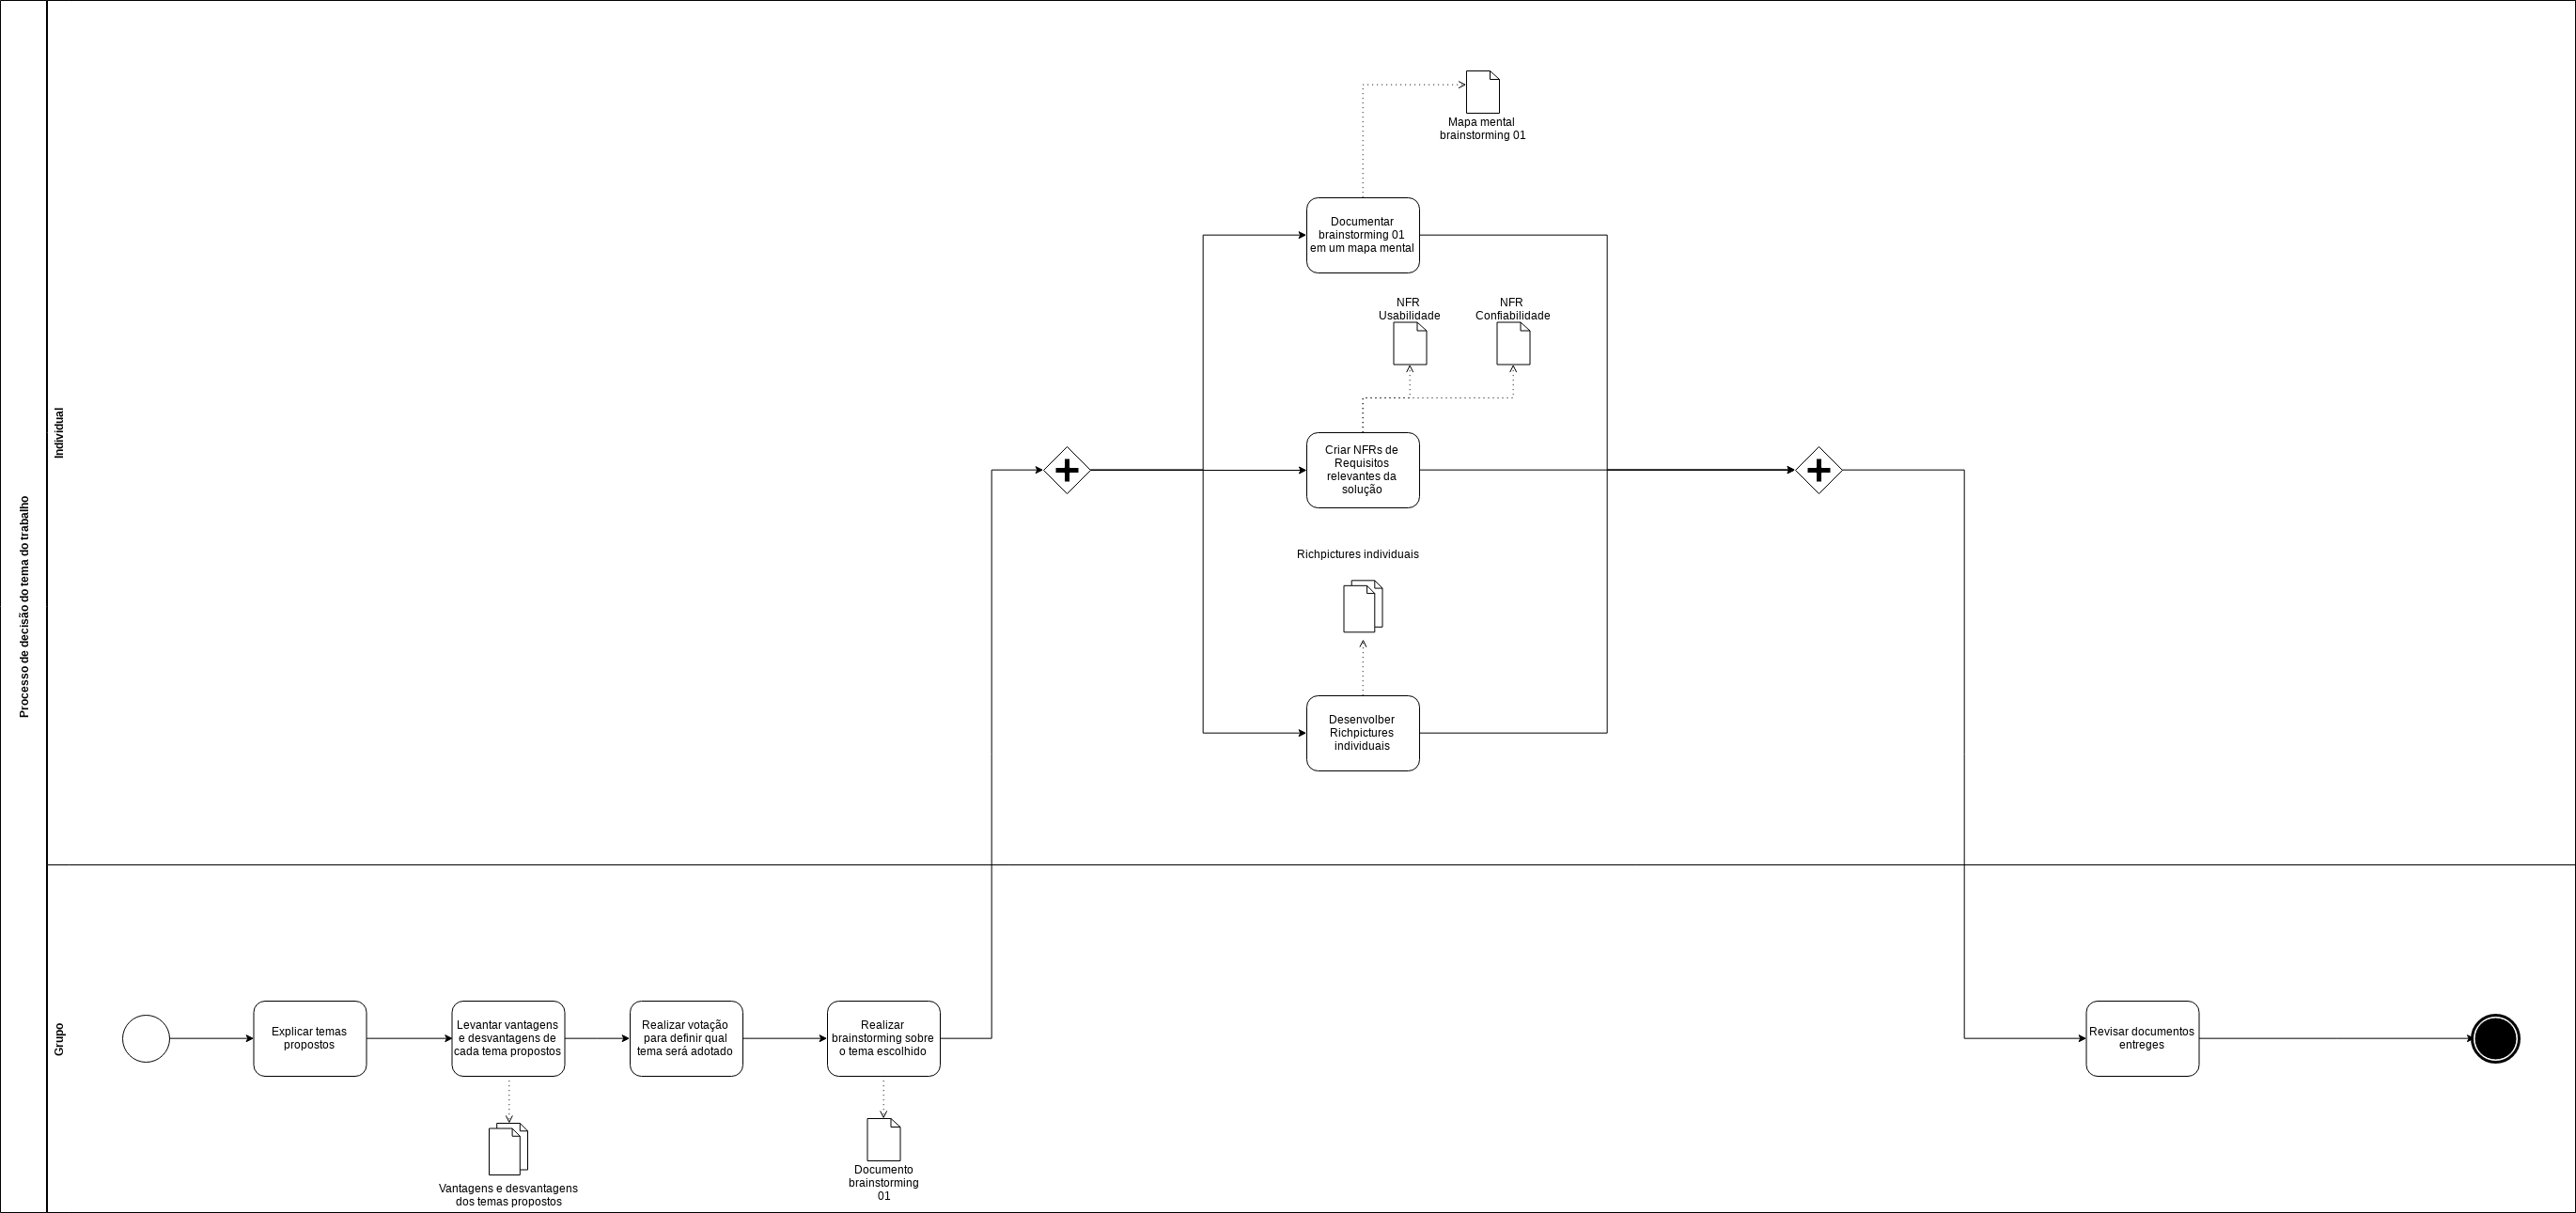 Processo de decisão do tema do trabalho
Individual
Mapa mental
brainstorming 01
Documentar
brainstorming 01
em um mapa mental
NFR
Usabilidade
NFR
Confiabilidade
Criar NFRs de
Requisitos
relevantes da
solução
Richpictures individuais
Desenvolber
Richpictures
individuais
Grupo
Explicar temas
propostos
Levantar vantagens
e desvantagens de
cada tema propostos
Realizar votação
para definir qual
tema será adotado
Realizar
brainstorming sobre
o tema escolhido
Revisar documentos
entreges
Vantagens e desvantagens
dos temas propostos
Documento
brainstorming
01